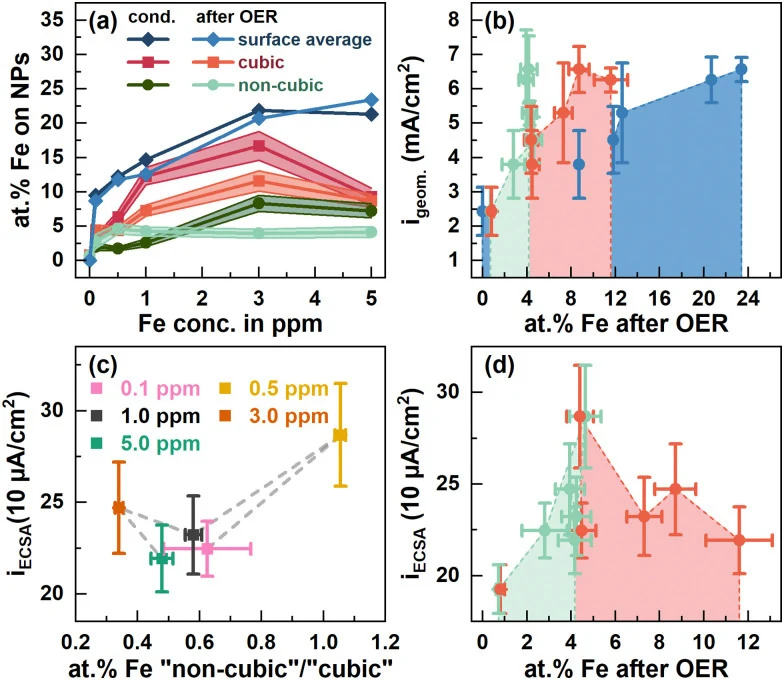 (a) cond. after OER
surface average
cubic
non-cubic
at.% Fe on NPs
35
30
25
20
15
10
5
0
0 1 2 3 4 5
Fe conc. in ppm
(b)
i geom. (mA/cm²)
8
7
6
5
4
3
2
1
0 4 8 12 16 20 24
at.% Fe after OER
(c)
0.1 ppm 0.5 ppm
1.0 ppm 3.0 ppm
5.0 ppm
iECSA(10 µA/cm²)
30
25
20
0.2 0.4 0.6 0.8 1.0 1.2
at.% Fe "non-cubic"/"cubic"
(d)
iECSA (10 µA/cm²)
30
25
20
0 2 4 6 8 10 12
at.% Fe after OER